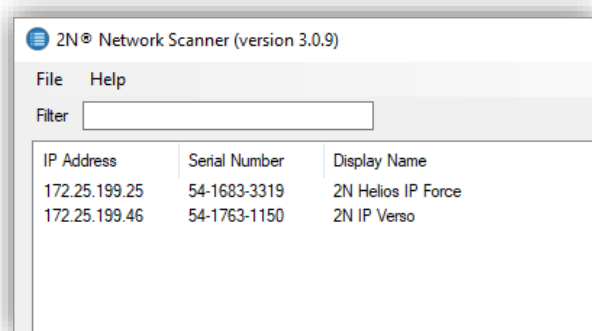 2N® Network Scanner (version 3.0.9)
File Help
Filter
IP Address Serial Number Display Name
172.25.199.25 54-1683-3319 2N Helios IP Force
172.25.199.46 54-1763-1150 2N IP Verso